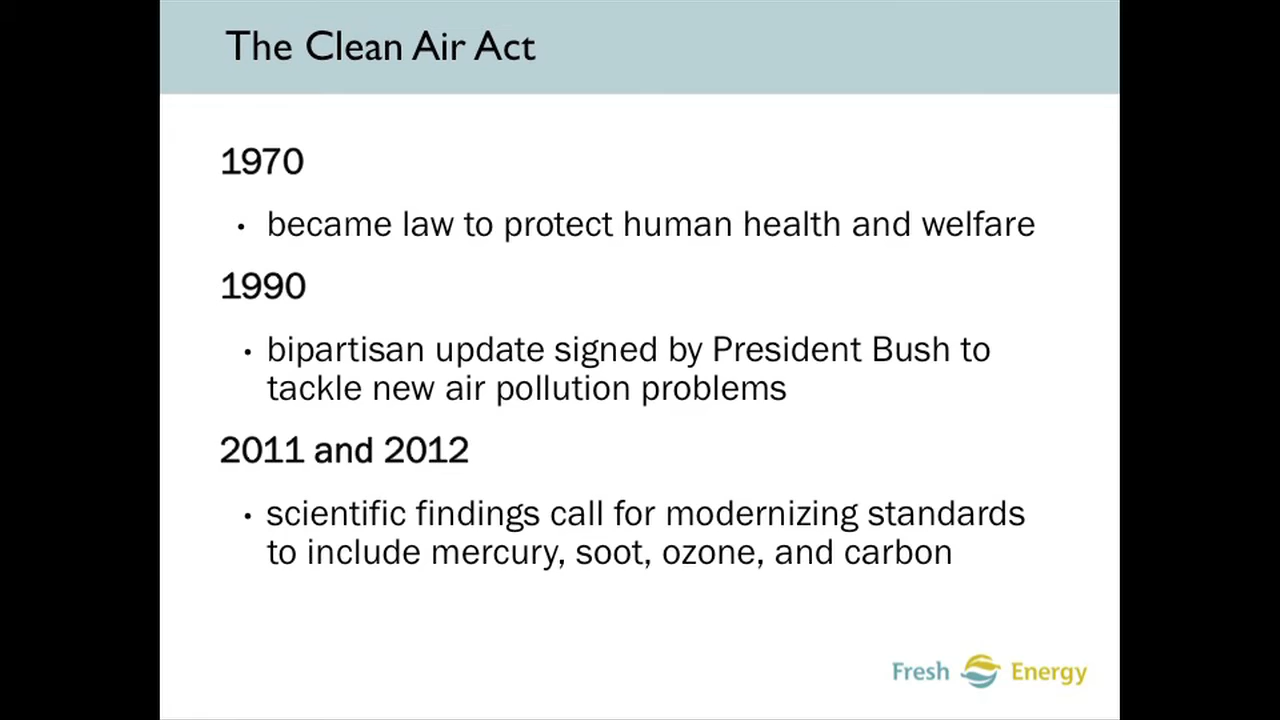 The Clean Air Act
1970
• became law to protect human health and welfare
1990
• bipartisan update signed by President Bush to
tackle new air pollution problems
2011 and 2012
• scientific findings call for modernizing standards
to include mercury, soot, ozone, and carbon
Fresh Energy